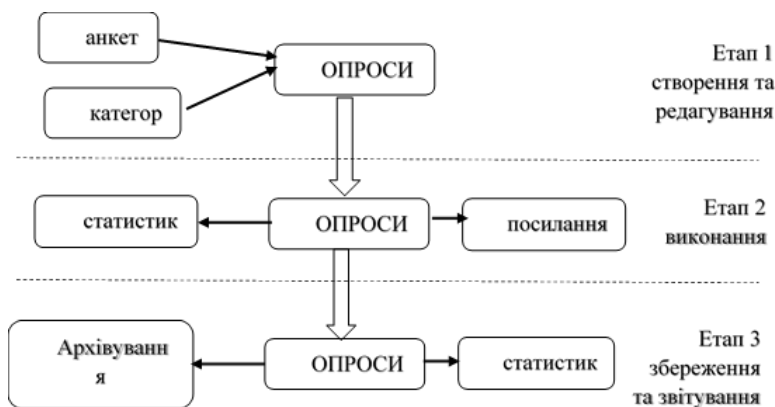 анкет
ОПРОСИ
категор
Етап 1
створення та
редагування
статистик
ОПРОСИ
посилання
Етап 2
виконання
Архівуванн
я
ОПРОСИ
статистик
Етап 3
збереження
та звітування